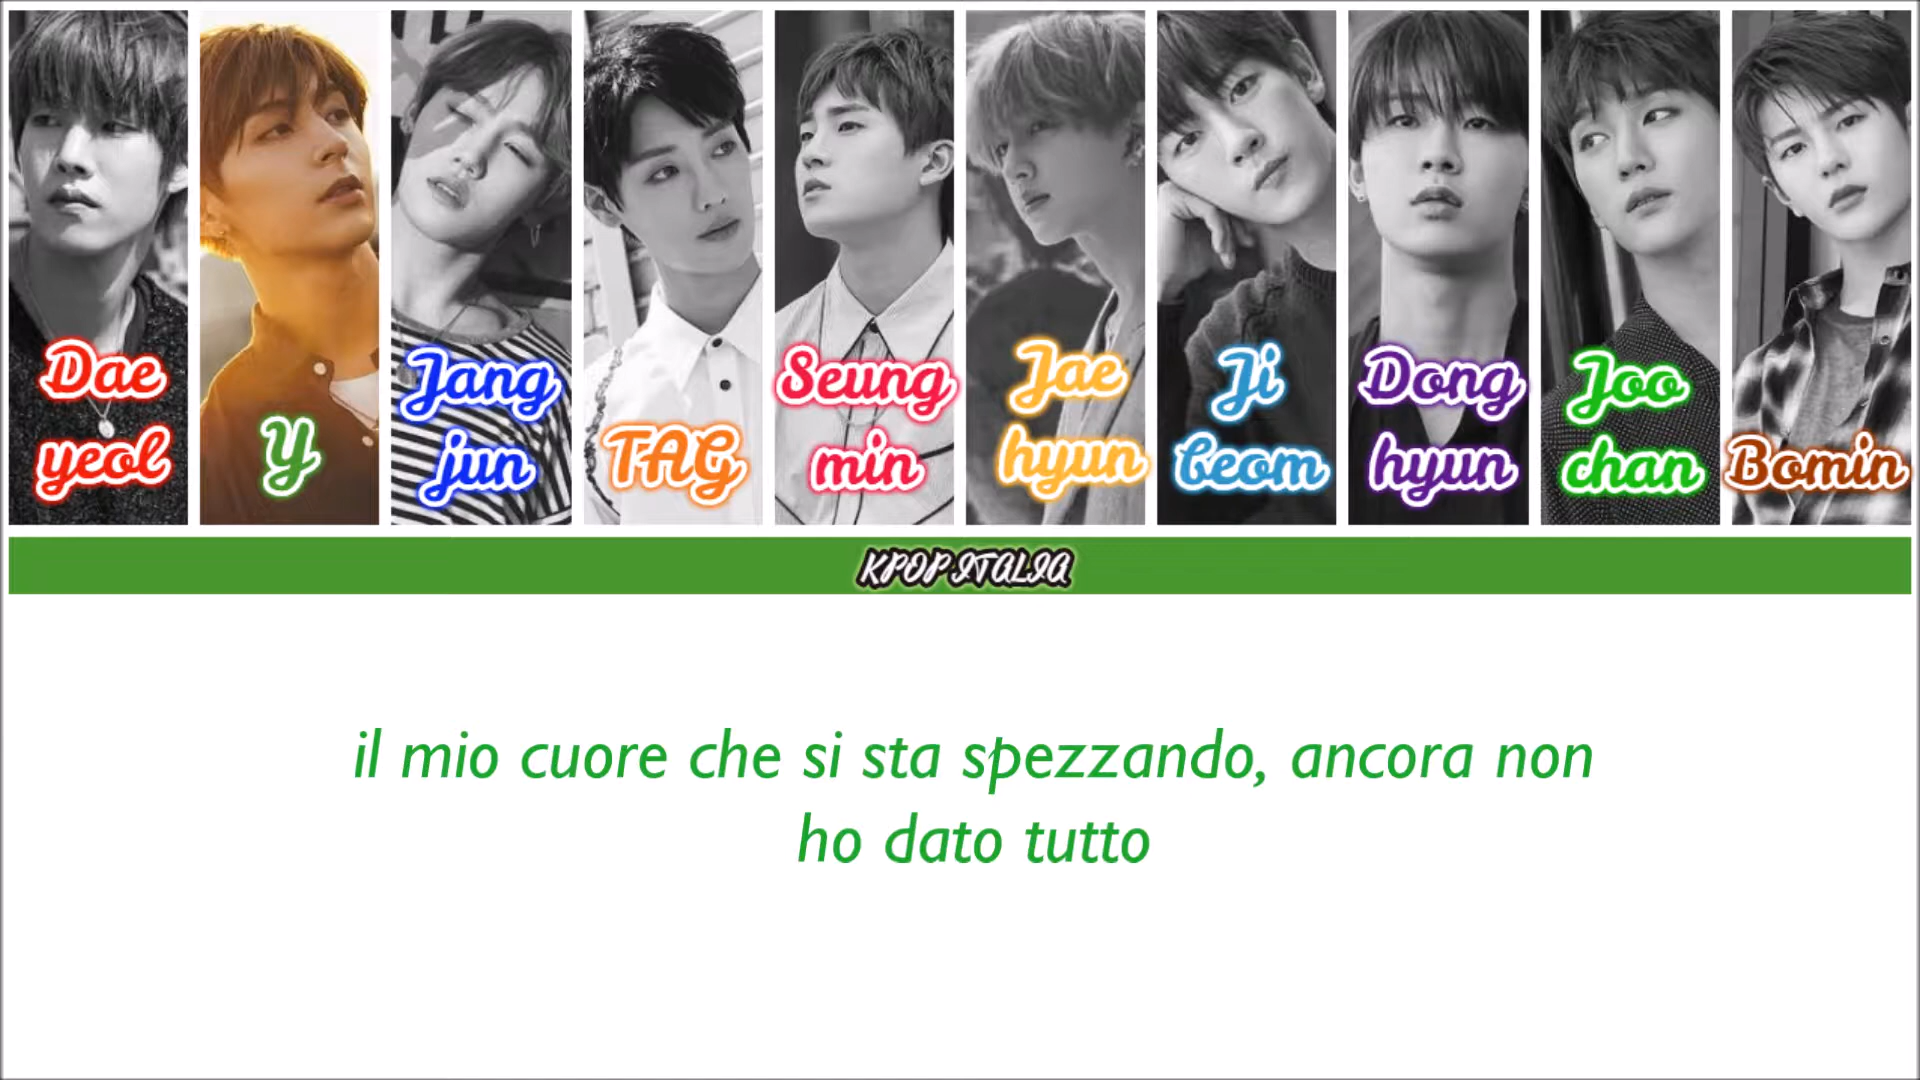 Dae
yeol
Y
Jang
jun
TAG
Seung
min
Jae
hyun
Ji
beom
Dong
hyun
Joo
chan
Bomin
KPOP ITALIA
il mio cuore che si sta spezzando, ancora non
ho dato tutto